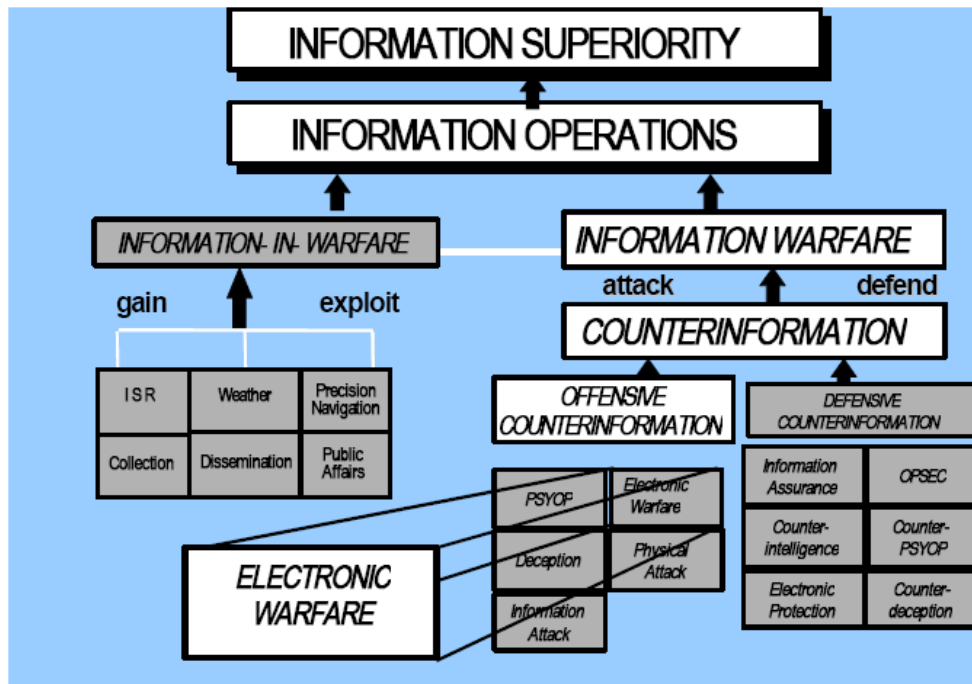 INFORMATION SUPERIORITY
INFORMATION OPERATIONS
INFORMATION- IN- WARFARE
INFORMATION WARFARE
gain
exploit
attack
defend
COUNTERINFORMATION
ISR
Weather
Precision
Navigation
Collection
Dissemination
Public
Affairs
OFFENSIVE
COUNTERINFORMATION
DEFENSIVE
COUNTERINFORMATION
PSYOP
Electronic
Warfare
Deception
Physical
Attack
Information
Attack
Information
Assurance
OPSEC
Counter-
intelligence
Counter-
PSYOP
Electronic
Protection
Counter-
deception
ELECTRONIC
WARFARE